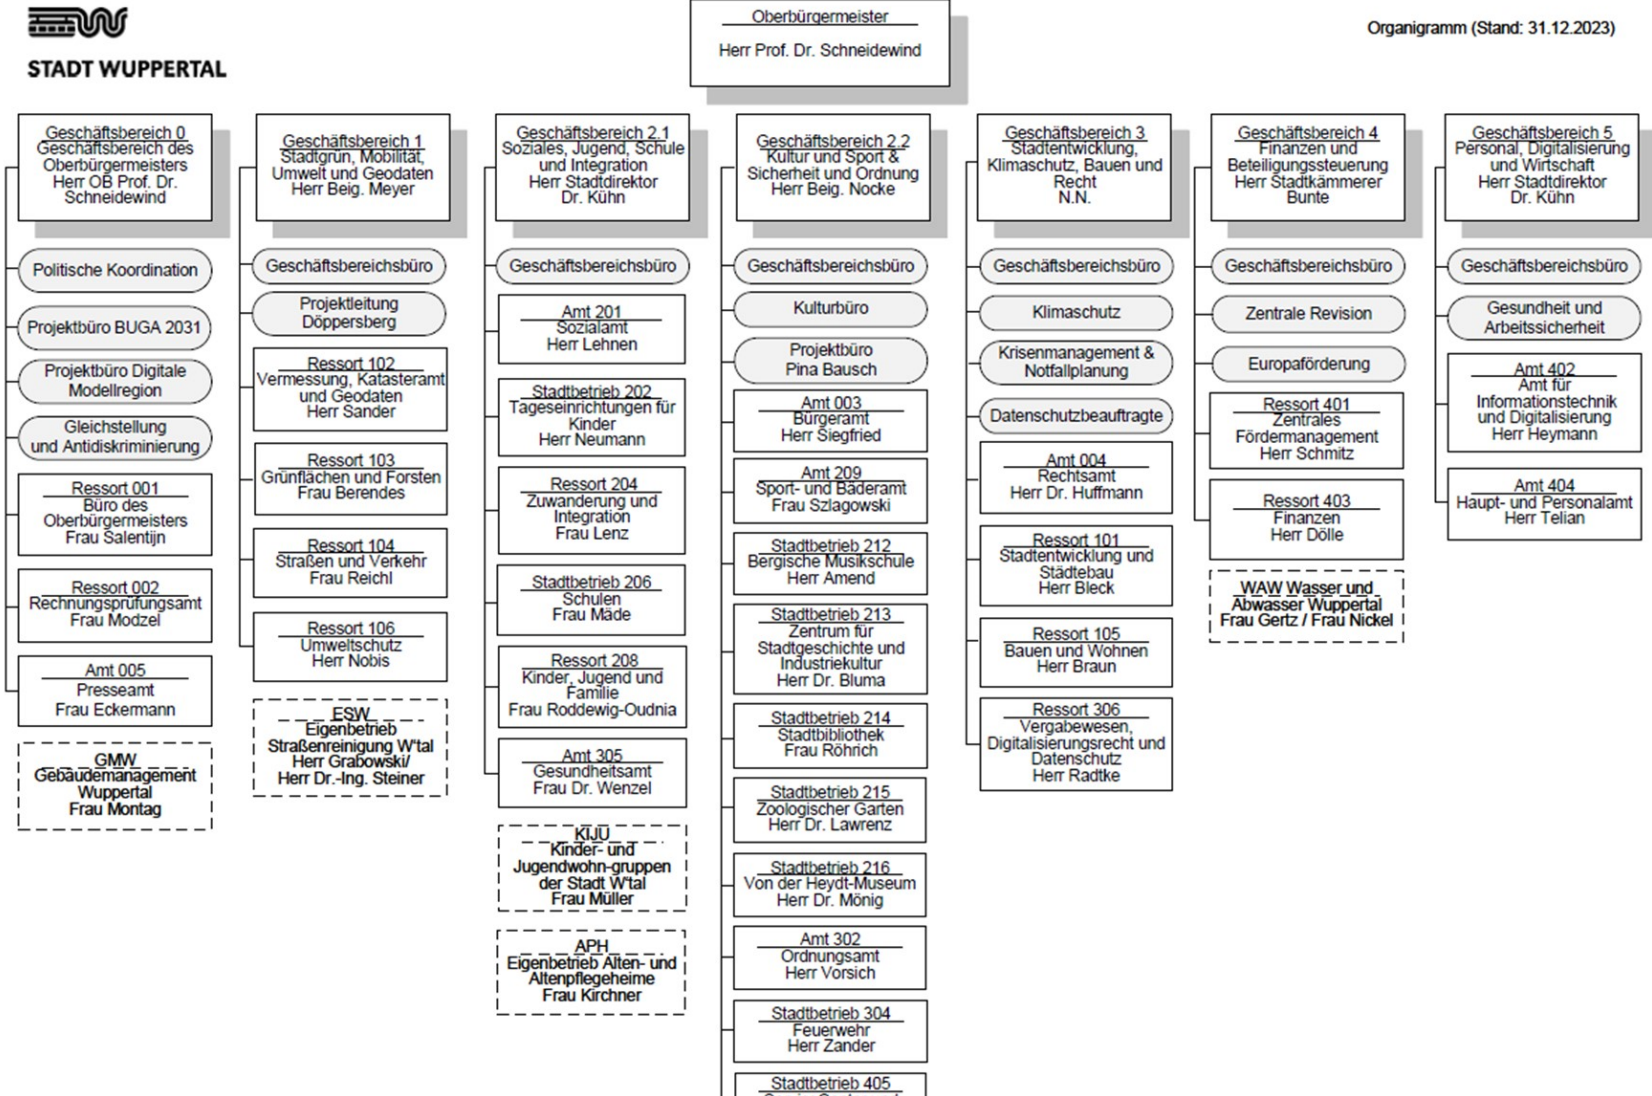 STADT WUPPERTAL
Oberbürgermeister
Herr Prof. Dr. Schneidewind
Organigramm (Stand: 31.12.2023)
Geschäftsbereich 0
Geschäftsbereich des
Oberbürgermeisters
Herr OB Prof. Dr.
Schneidewind
Politische Koordination
Projektbüro BUGA 2031
Projektbüro Digitale
Modellregion
Gleichstellung
und Antidiskriminierung
Ressort 001
Büro des
Oberbürgermeisters
Frau Salentijn
Ressort 002
Rechnungsprüfungsamt
Frau Modzel
Amt 005
Presseamt
Frau Eckermann
GMW
Gebäudemanagement
Wuppertal
Frau Montag
Geschäftsbereich 1
Stadtgrün, Mobilität,
Umwelt und Geodaten
Herr Beig. Meyer
Geschäftsbereichsbüro
Projektleitung
Döppersberg
Ressort 102
Vermessung, Katasteramt
und Geodaten
Herr Sander
Ressort 103
Grünflächen und Forsten
Frau Berendes
Ressort 104
Straßen und Verkehr
Frau Reichl
Ressort 106
Umweltschutz
Herr Nobis
ESW
Eigenbetrieb
Straßenreinigung W'tal
Herr Grabowski/
Herr Dr.-Ing. Steiner
Geschäftsbereich 2.1
Soziales, Jugend, Schule
und Integration
Herr Stadtdirektor
Dr. Kühn
Geschäftsbereichsbüro
Amt 201
Sozialamt
Herr Lehnen
Stadtbetrieb 202
Tageseinrichtungen für
Kinder
Herr Neumann
Ressort 204
Zuwanderung und
Integration
Frau Lenz
Stadtbetrieb 206
Schulen
Frau Mäde
Ressort 208
Kinder, Jugend und
Familie
Frau Roddewig-Oudnia
Amt 305
Gesundheitsamt
Frau Dr. Wenzel
KIJU
Kinder- und
Jugendwohn-gruppen
der Stadt W'tal
Frau Müller
APH
Eigenbetrieb Alten- und
Altenpflegeheime
Frau Kirchner
Geschäftsbereich 2.2
Kultur und Sport &
Sicherheit und Ordnung
Herr Beig. Nocke
Geschäftsbereichsbüro
Kulturbüro
Projektbüro
Pina Bausch
Amt 003
Bürgeramt
Herr Siegfried
Amt 209
Sport- und Bäderamt
Frau Szlagowski
Stadtbetrieb 212
Bergische Musikschule
Herr Amend
Stadtbetrieb 213
Zentrum für
Stadtgeschichte und
Industriekultur
Herr Dr. Bluma
Stadtbetrieb 214
Stadtbibliothek
Frau Röhrich
Stadtbetrieb 215
Zoologischer Garten
Herr Dr. Lawrenz
Stadtbetrieb 216
Von der Heydt-Museum
Herr Dr. Mönig
Amt 302
Ordnungsamt
Herr Vorsich
Stadtbetrieb 304
Feuerwehr
Herr Zander
Stadtbetrieb 405
Geschäftsbereich 3
Stadtentwicklung,
Klimaschutz, Bauen und
Recht
N.N.
Geschäftsbereichsbüro
Klimaschutz
Krisenmanagement &
Notfallplanung
Datenschutzbeauftragte
Amt 004
Rechtsamt
Herr Dr. Huffmann
Ressort 101
Stadtentwicklung und
Städtebau
Herr Bleck
Ressort 105
Bauen und Wohnen
Herr Braun
Ressort 306
Vergabewesen,
Digitalisierungsrecht und
Datenschutz
Herr Radtke
Geschäftsbereich 4
Finanzen und
Beteiligungssteuerung
Herr Stadtkämmerer
Bunte
Geschäftsbereichsbüro
Zentrale Revision
Europaförderung
Ressort 401
Zentrales
Fördermanagement
Herr Schmitz
Ressort 403
Finanzen
Herr Dölle
WAW Wasser und
Abwasser Wuppertal
Frau Gertz / Frau Nickel
Geschäftsbereich 5
Personal, Digitalisierung
und Wirtschaft
Herr Stadtdirektor
Dr. Kühn
Geschäftsbereichsbüro
Gesundheit und
Arbeitssicherheit
Amt 402
Amt für
Informationstechnik
und Digitalisierung
Herr Heymann
Amt 404
Haupt- und Personalamt
Herr Telian